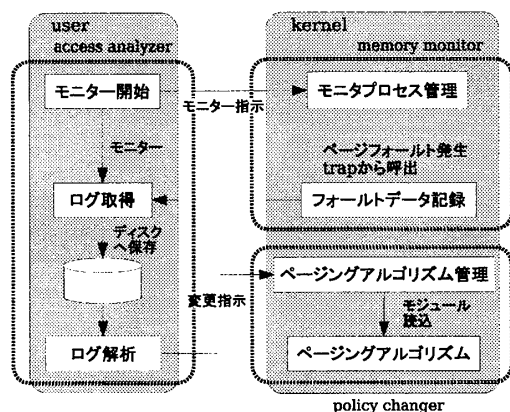 user
access analyzer
モニター開始
モニター
ログ取得
ディスク
へ保存
ログ解析
モニター指示
変更指示
kernel
memory monitor
モニタプロセス管理
ページフォールト発生
trapから呼出
フォールトデータ記録
ページングアルゴリズム管理
モジュール
読込
ページングアルゴリズム
policy changer